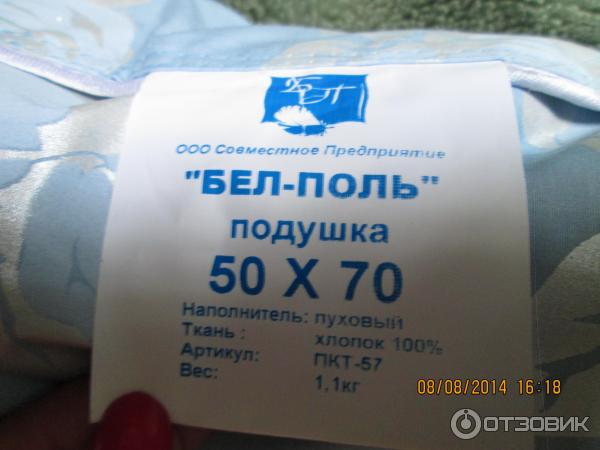 БСП
ООО Совместное Предприятие
"БЕЛ-ПОЛЬ"
подушка
50 X 70
Наполнитель: пуховый
Ткань : хлопок 100%
Артикул: ПКТ-57
Вес: 1,1кг
08/08/2014 16:18
ОТЗОВИК